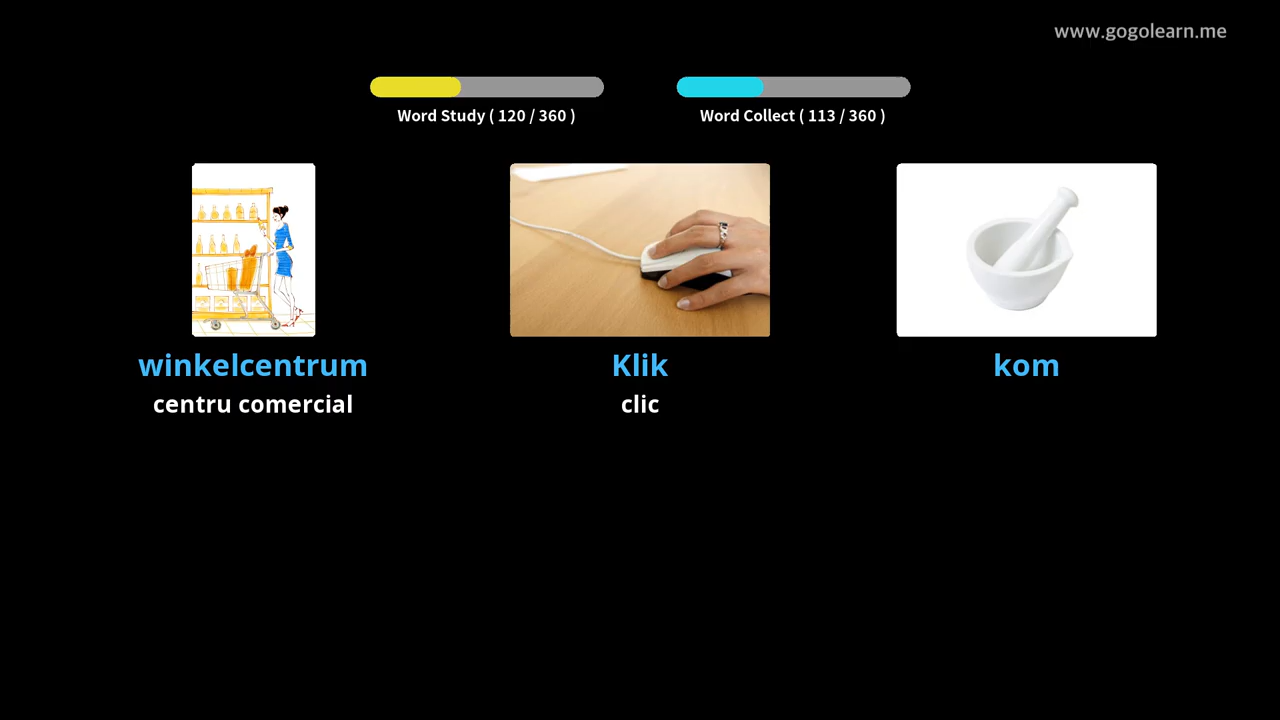 www.gogolearn.me
Word Study ( 120 / 360 )
Word Collect ( 113 / 360 )
winkelcentrum
centru comercial
Klik
clic
kom